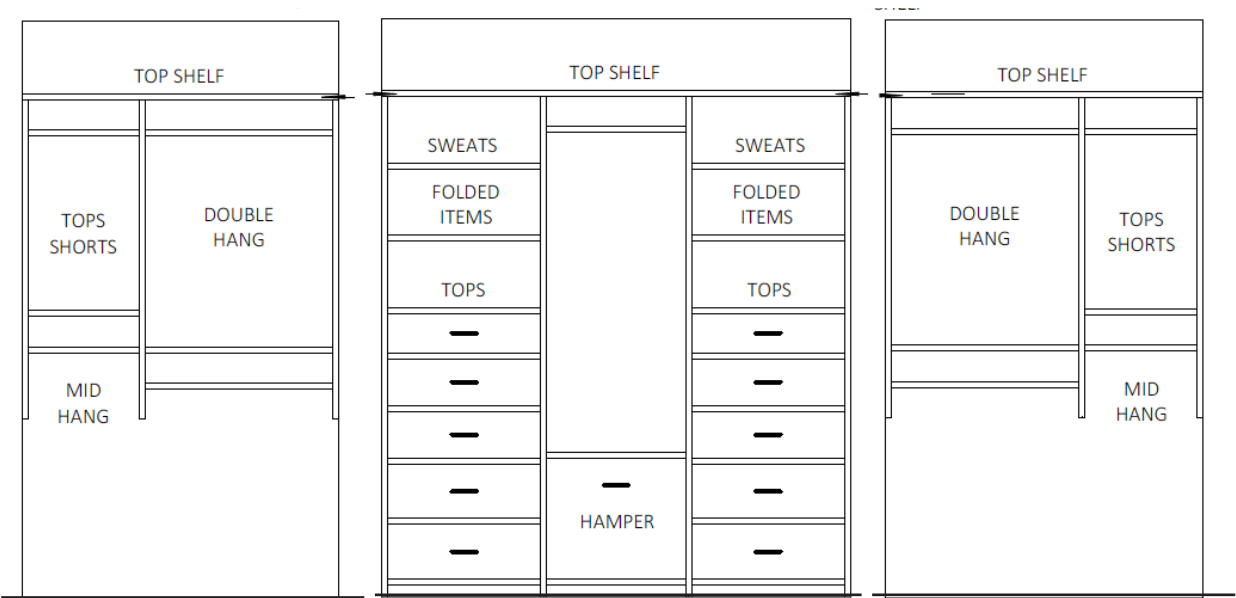 TOP SHELF
TOPS
SHORTS
DOUBLE
HANG
MID
HANG
TOP SHELF
SWEATS
FOLDED
ITEMS
TOPS
HAMPER
SWEATS
FOLDED
ITEMS
TOPS
TOP SHELF
DOUBLE
HANG
TOPS
SHORTS
MID
HANG